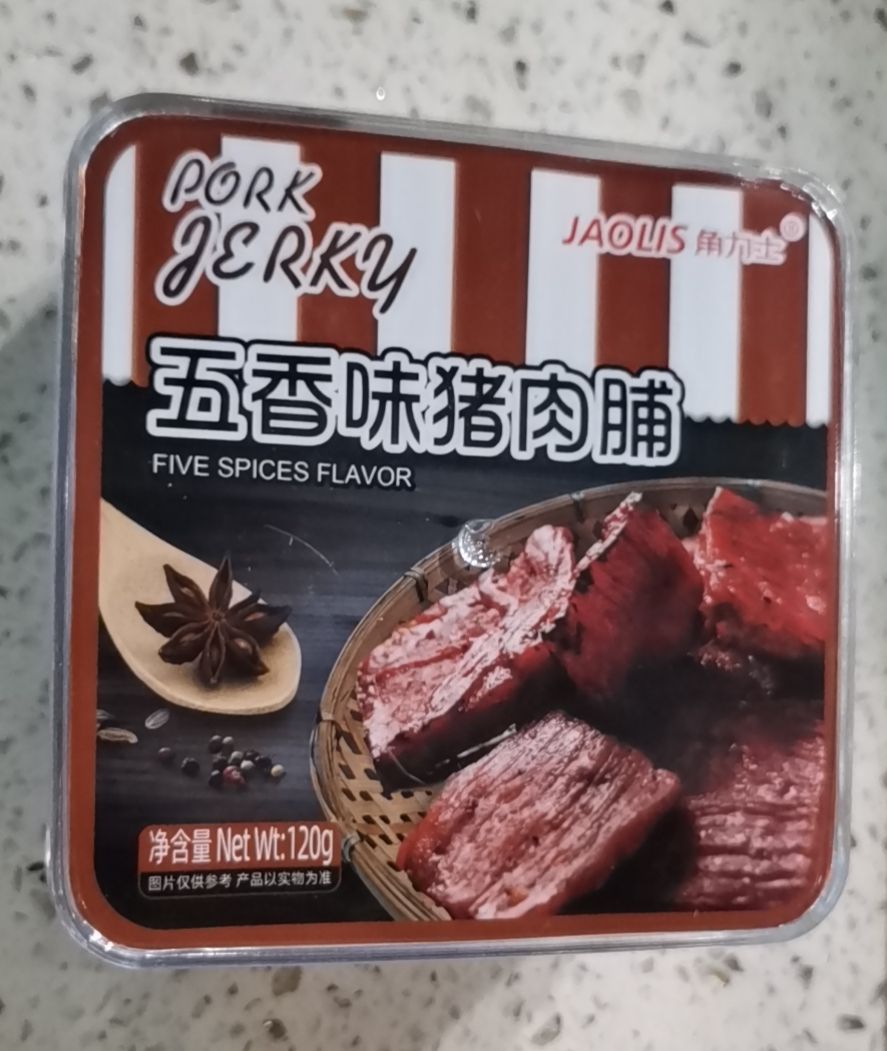 PORK
JERKY
JAOLIS 角力士®
五香味猪肉脯
FIVE SPICES FLAVOR
净含量 Net Wt:120g
图片仅供参考 产品以实物为准